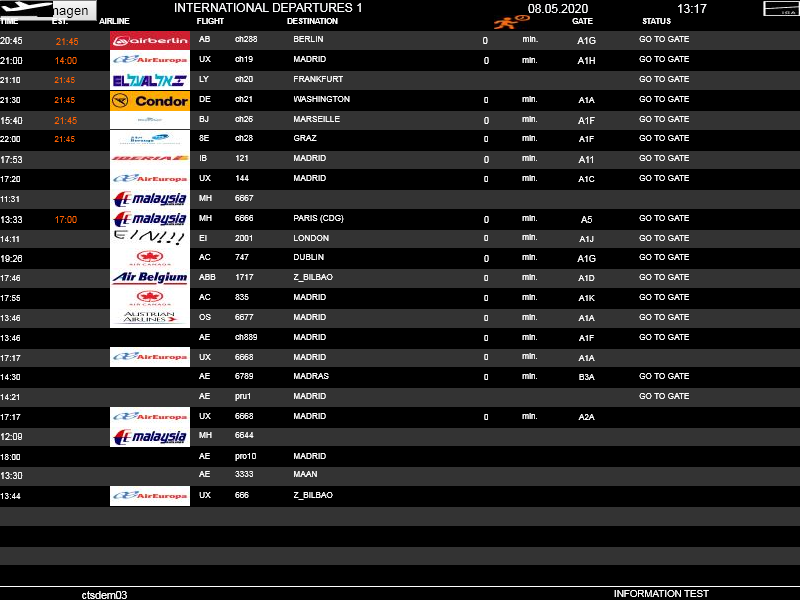 magen INTERNATIONAL DEPARTURES 1 08.05.2020 13:17
TIME EST. AIRLINE FLIGHT DESTINATION GATE STATUS
20:45 21:45 airberlin AB ch288 BERLIN 0 min. A1G GO TO GATE
21:00 14:00 AirEuropa UX ch19 MADRID 0 min. A1H GO TO GATE
21:10 21:45 EL AL אל על LY ch20 FRANKFURT GO TO GATE
21:30 21:45 Condor DE ch21 WASHINGTON 0 min. A1A GO TO GATE
15:40 21:45 BJ ch26 MARSEILLE 0 min. A1F GO TO GATE
22:00 21:45 8E ch28 GRAZ 0 min. A1F GO TO GATE
17:53 IBERIA IB 121 MADRID 0 min. A11 GO TO GATE
17:20 AirEuropa UX 144 MADRID 0 min. A1C GO TO GATE
11:31 malaysia MH 6667
13:33 17:00 malaysia MH 6666 PARIS (CDG) 0 min. A5 GO TO GATE
14:11 EI 2001 LONDON 0 min. A1J GO TO GATE
19:26 AIR CANADA AC 747 DUBLIN 0 min. A1G GO TO GATE
17:46 Air Belgium ABB 1717 Z_BILBAO 0 min. A1D GO TO GATE
17:55 AIR CANADA AC 835 MADRID 0 min. A1K GO TO GATE
13:46 AUSTRIAN AIRLINES OS 6677 MADRID 0 min. A1A GO TO GATE
13:46 AE ch889 MADRID 0 min. A1F GO TO GATE
17:17 AirEuropa UX 6668 MADRID 0 min. A1A
14:30 AE 6789 MADRAS 0 min. B3A GO TO GATE
14:21 AE pru1 MADRID GO TO GATE
17:17 AirEuropa UX 6668 MADRID 0 min. A2A
12:09 malaysia MH 6644
18:00 AE pro10 MADRID
13:30 AE 3333 MAAN
13:44 AirEuropa UX 666 Z_BILBAO
ctsdem03 INFORMATION TEST